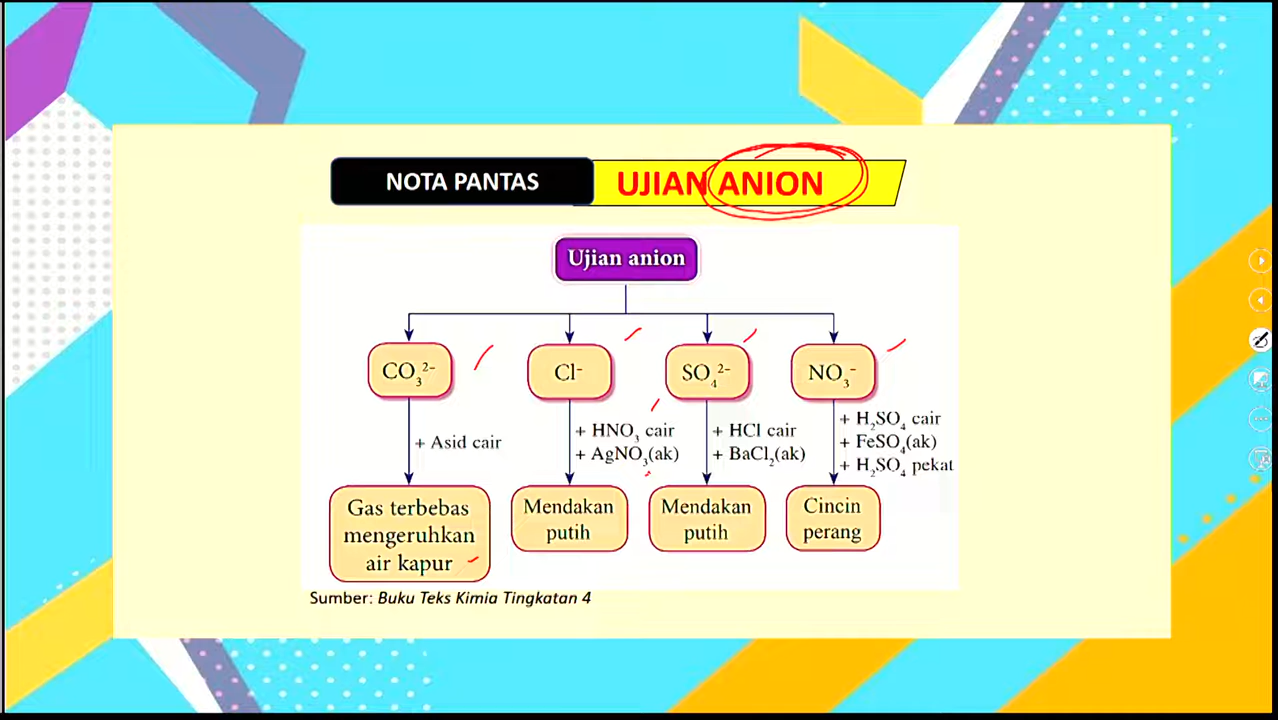 NOTA PANTAS
UJIAN ANION
Ujian anion
CO₃²⁻
Cl⁻
SO₄²⁻
NO₃⁻
+ Asid cair
+ HNO₃ cair
+ AgNO₃(ak)
+ HCl cair
+ BaCl₂(ak)
+ H₂SO₄ cair
+ FeSO₄(ak)
+ H₂SO₄ pekat
Gas terbebas
mengeruhkan
air kapur
Mendakan
putih
Mendakan
putih
Cincin
perang
Sumber: Buku Teks Kimia Tingkatan 4